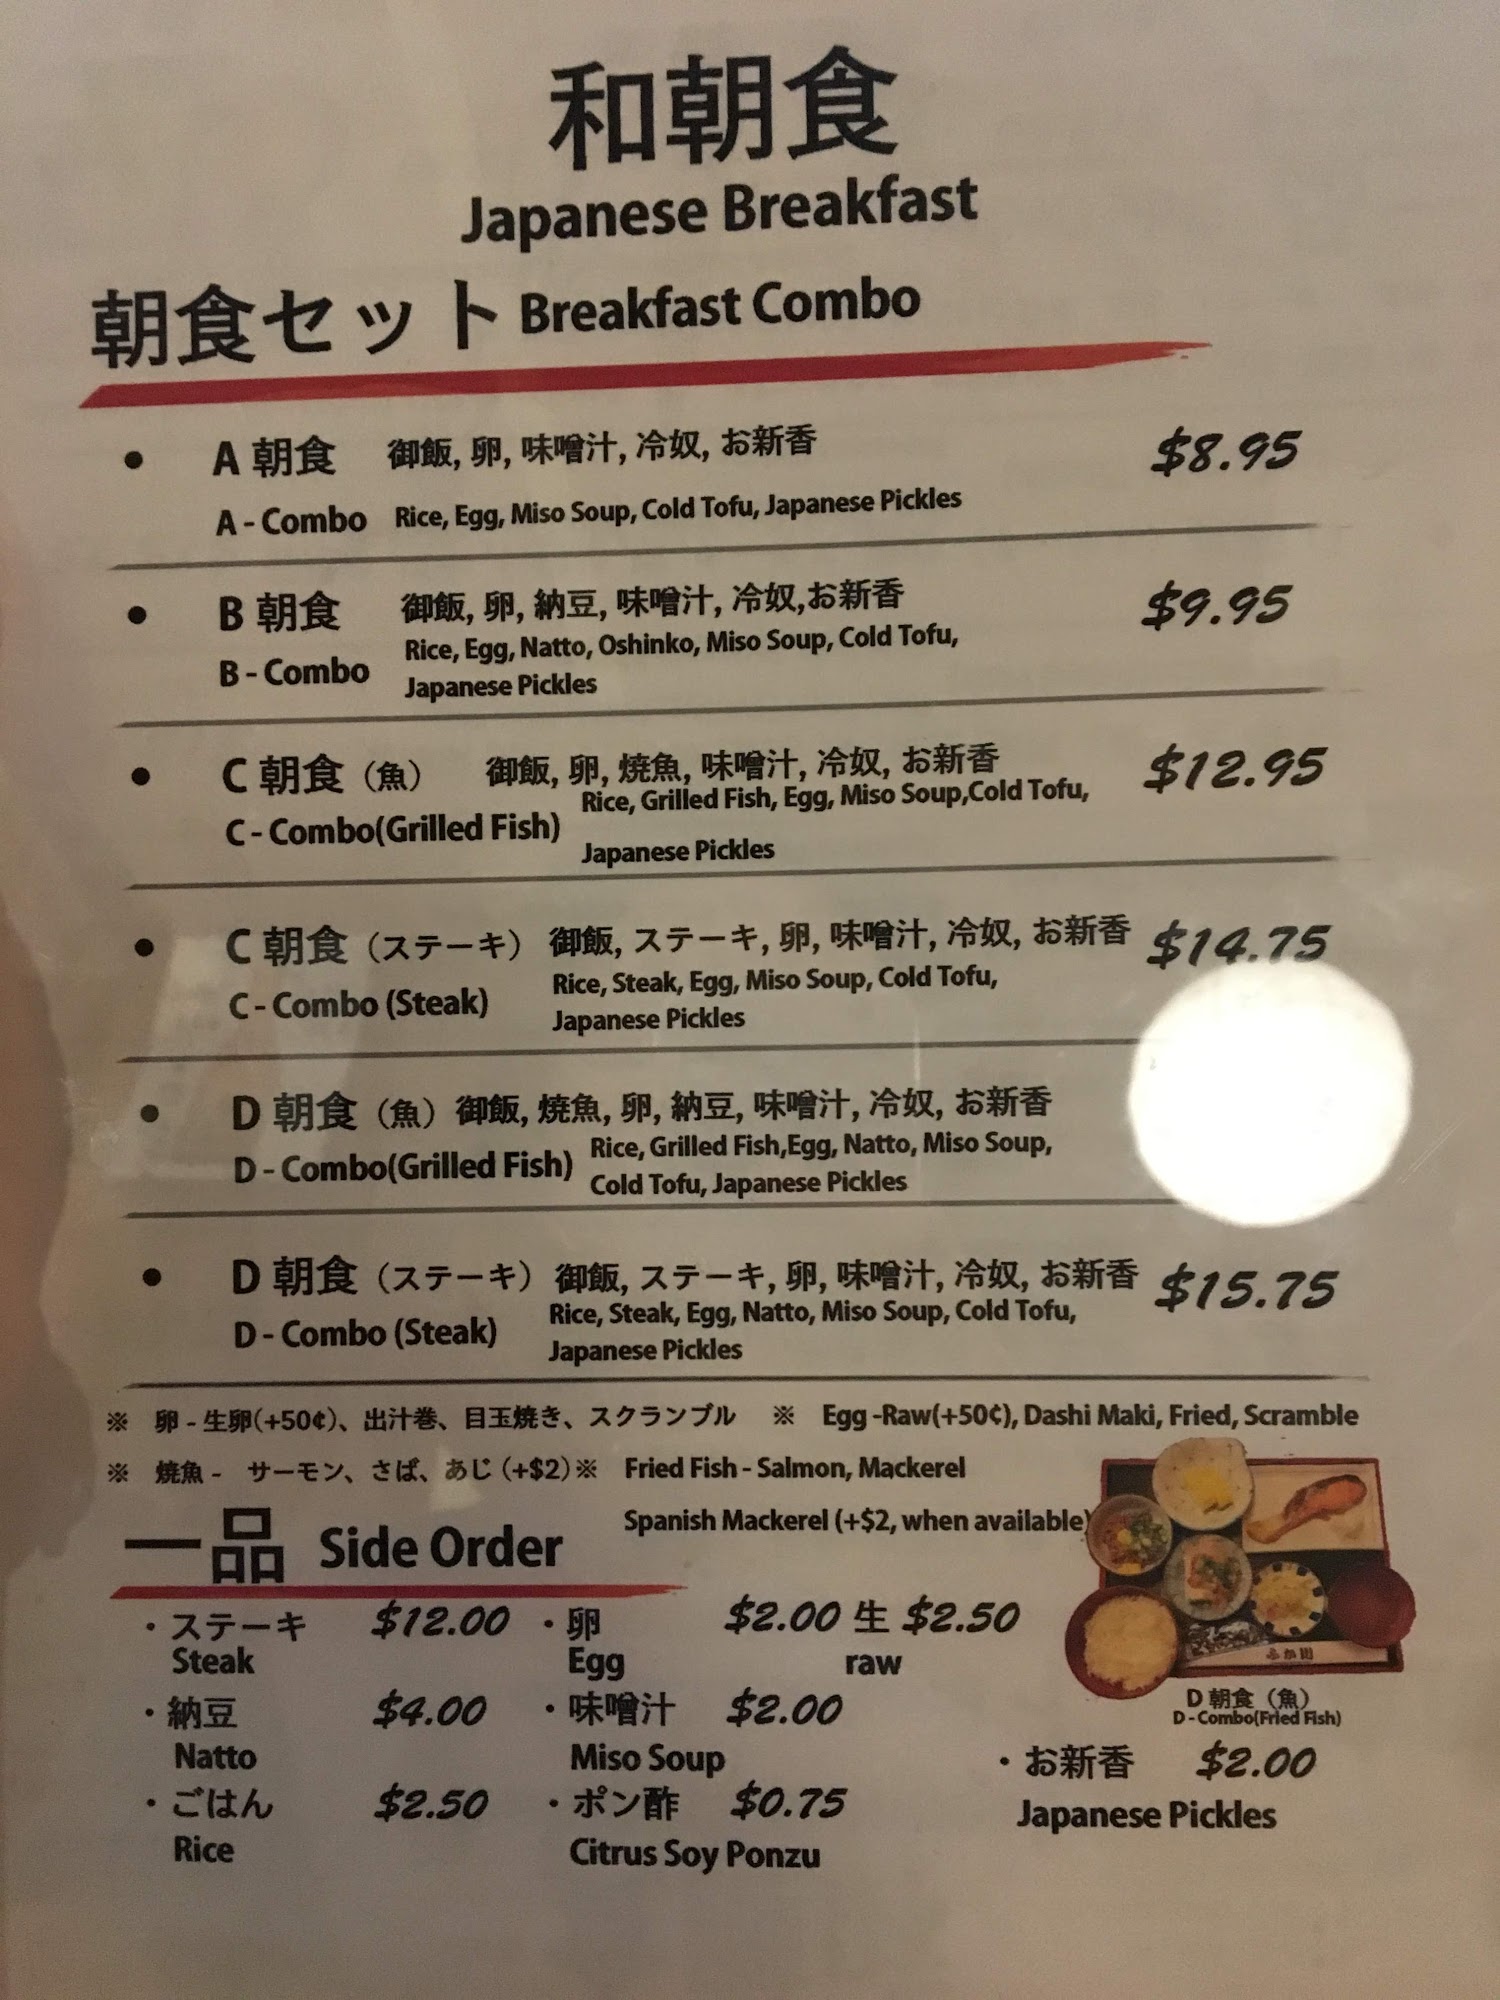 和朝食
Japanese Breakfast
朝食セット Breakfast Combo
• A 朝食 御飯, 卵, 味噌汁, 冷奴, お新香 $8.95
A - Combo Rice, Egg, Miso Soup, Cold Tofu, Japanese Pickles
• B 朝食 御飯, 卵, 納豆, 味噌汁, 冷奴,お新香 $9.95
B - Combo Rice, Egg, Natto, Oshinko, Miso Soup, Cold Tofu,
Japanese Pickles
• C 朝食（魚） 御飯, 卵, 焼魚, 味噌汁, 冷奴, お新香 $12.95
C - Combo(Grilled Fish) Rice, Grilled Fish, Egg, Miso Soup,Cold Tofu,
Japanese Pickles
• C 朝食（ステーキ） 御飯, ステーキ, 卵, 味噌汁, 冷奴, お新香 $14.75
C - Combo (Steak) Rice, Steak, Egg, Miso Soup, Cold Tofu,
Japanese Pickles
• D 朝食（魚）御飯, 焼魚, 卵, 納豆, 味噌汁, 冷奴, お新香
D - Combo(Grilled Fish) Rice, Grilled Fish,Egg, Natto, Miso Soup,
Cold Tofu, Japanese Pickles
• D 朝食（ステーキ） 御飯, ステーキ, 卵, 味噌汁, 冷奴, お新香 $15.75
D - Combo (Steak) Rice, Steak, Egg, Natto, Miso Soup, Cold Tofu,
Japanese Pickles
※ 卵 - 生卵(+50¢)、出汁巻、目玉焼き、スクランブル ※ Egg -Raw(+50¢), Dashi Maki, Fried, Scramble
※ 焼魚 - サーモン、さば、あじ (+$2)※ Fried Fish - Salmon, Mackerel
Spanish Mackerel (+$2, when available)
一品 Side Order
・ステーキ $12.00 ・卵 $2.00 生 $2.50
Steak Egg raw
・納豆 $4.00 ・味噌汁 $2.00
Natto Miso Soup
・ごはん $2.50 ・ポン酢 $0.75
Rice Citrus Soy Ponzu
ふか川
D 朝食（魚）
D - Combo(Fried Fish)
・お新香 $2.00
Japanese Pickles